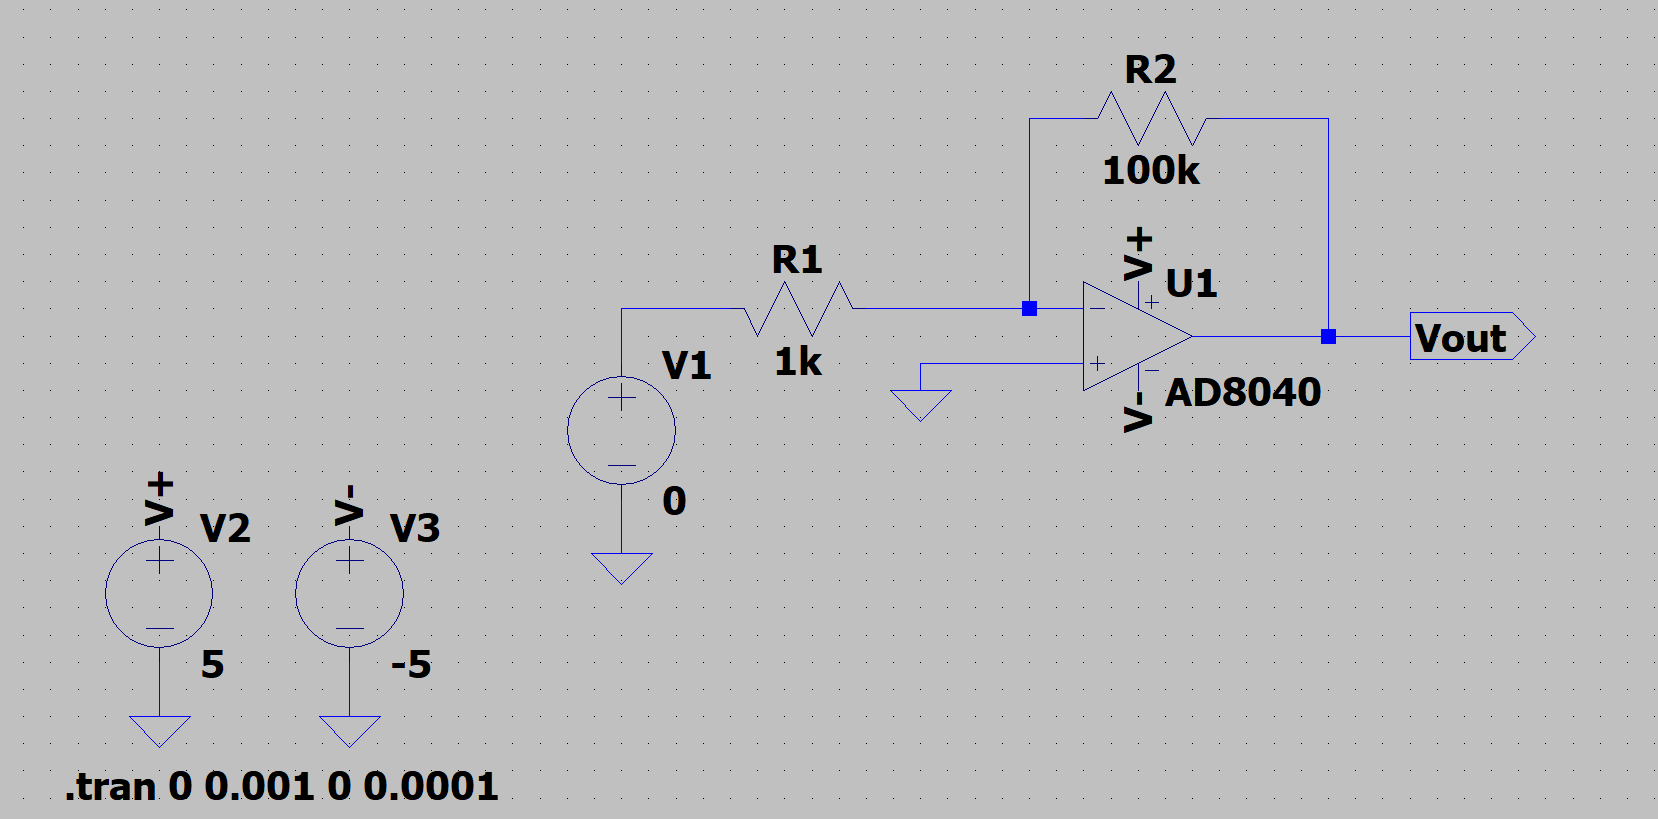 R2
100k
V+
U1
R1
1k
V1
0
Vout
AD8040
V-
V+
V2
5
V-
V3
-5
.tran 0 0.001 0 0.0001